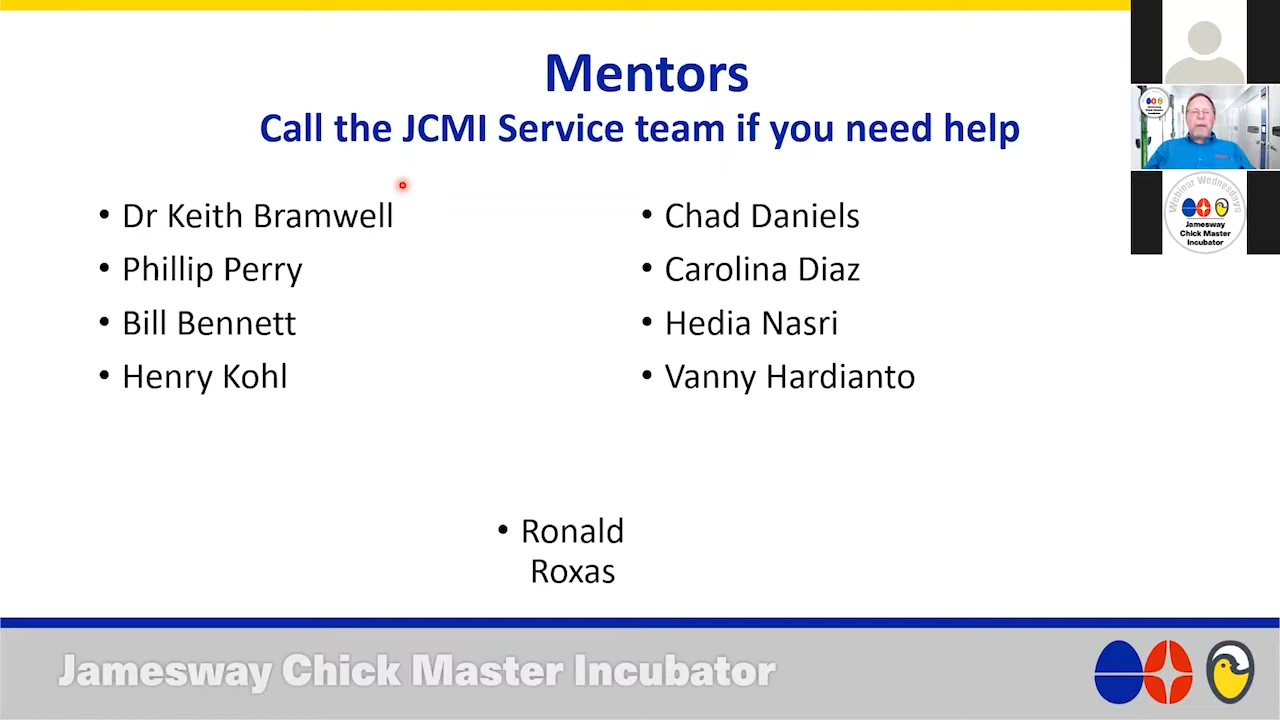 Mentors
Call the JCMI Service team if you need help
• Dr Keith Bramwell
• Phillip Perry
• Bill Bennett
• Henry Kohl
• Chad Daniels
• Carolina Diaz
• Hedia Nasri
• Vanny Hardianto
• Ronald
Roxas
Jamesway Chick Master Incubator
Webinar Wednesdays
Jamesway
Chick Master
Incubator